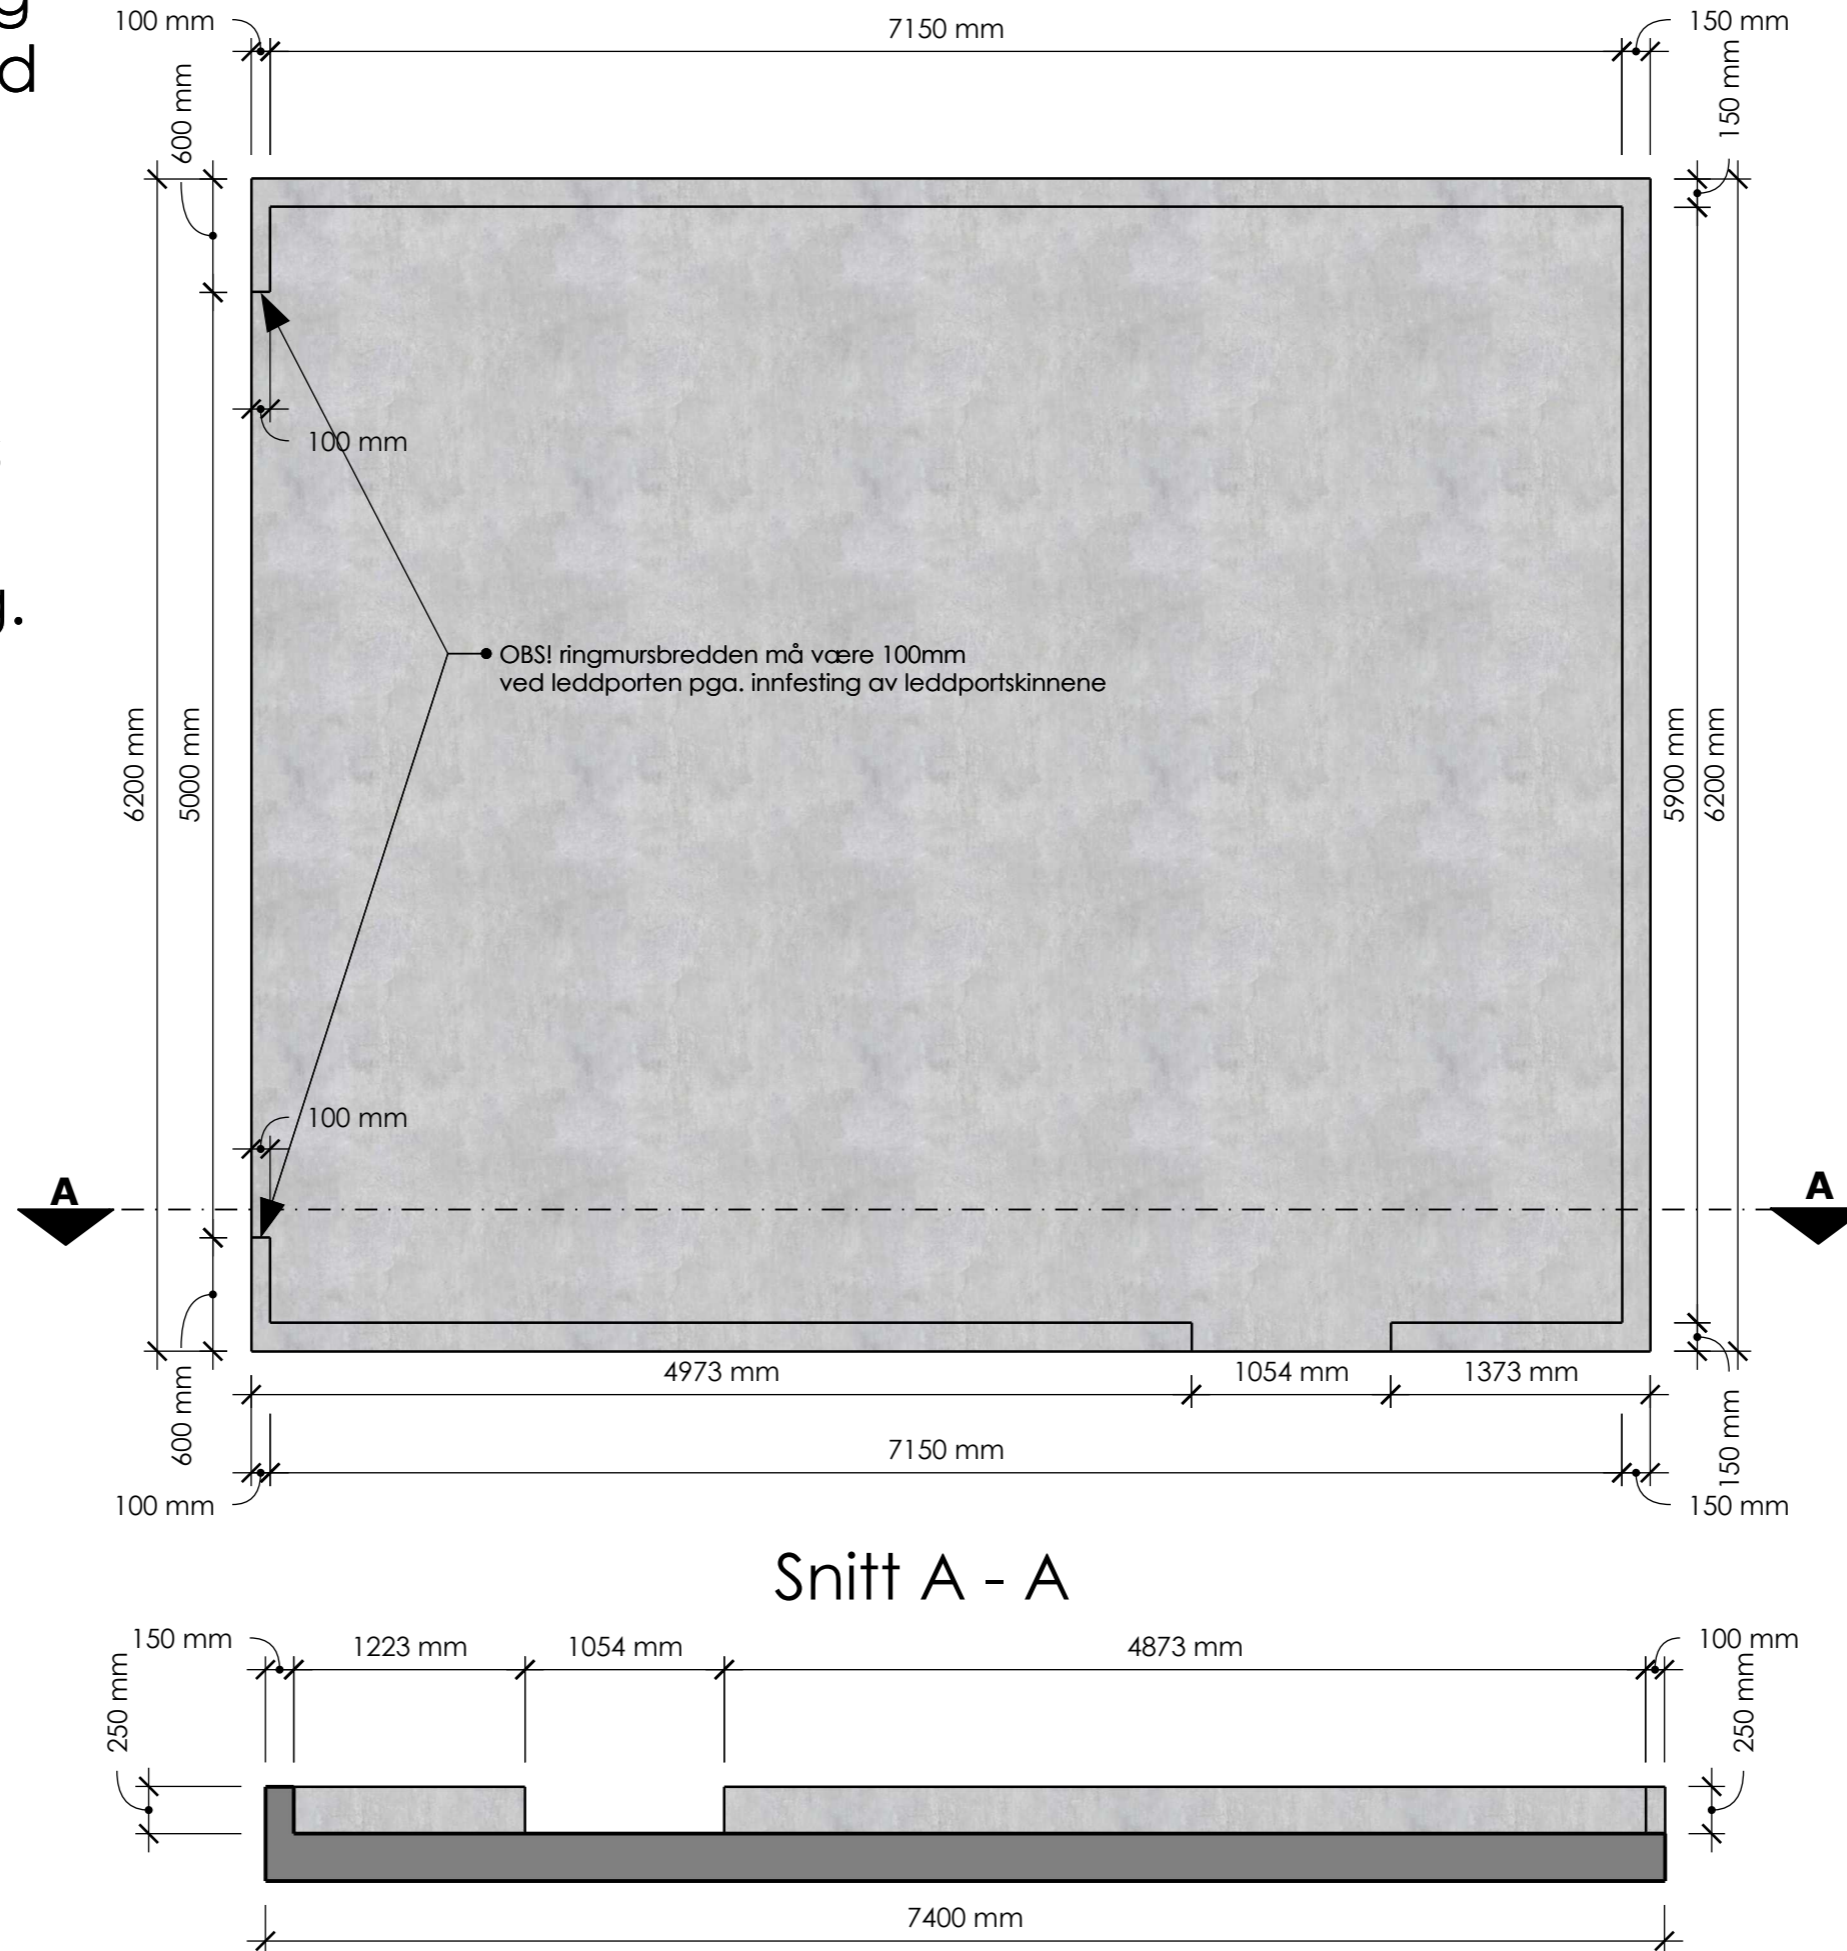 g
d
g.
100 mm
7150 mm
150 mm
600 mm
150 mm
100 mm
OBS! ringmursbredden må være 100mm
ved leddporten pga. innfesting av leddportskinnene
6200 mm
5000 mm
5900 mm
6200 mm
100 mm
A
A
4973 mm
1054 mm
1373 mm
600 mm
7150 mm
150 mm
100 mm
150 mm
Snitt A - A
150 mm
1223 mm
1054 mm
4873 mm
100 mm
250 mm
250 mm
7400 mm